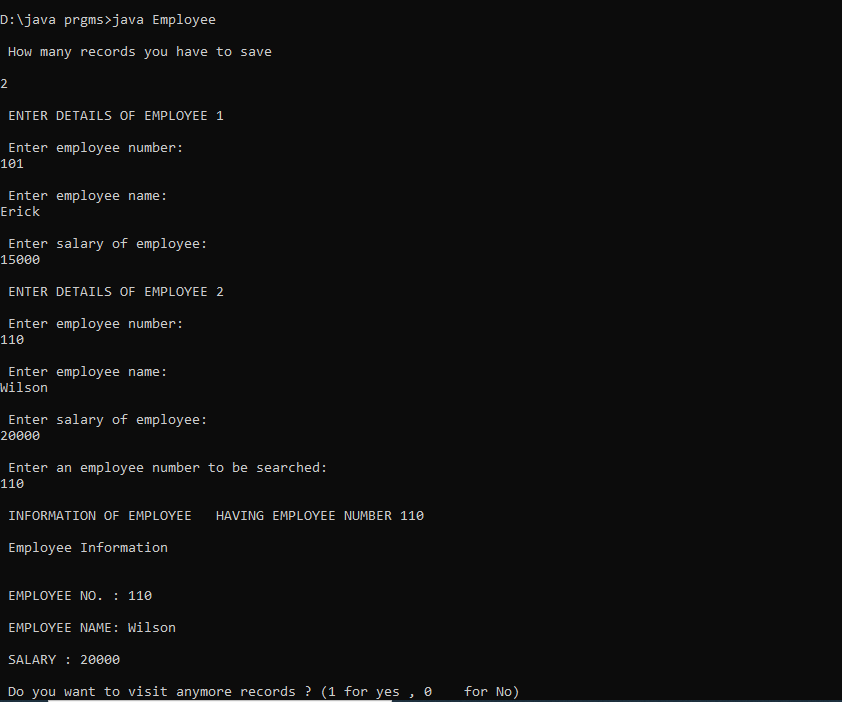 D:\java prgms>java Employee
How many records you have to save
2
ENTER DETAILS OF EMPLOYEE 1
Enter employee number:
101
Enter employee name:
Erick
Enter salary of employee:
15000
ENTER DETAILS OF EMPLOYEE 2
Enter employee number:
110
Enter employee name:
Wilson
Enter salary of employee:
20000
Enter an employee number to be searched:
110
INFORMATION OF EMPLOYEE   HAVING EMPLOYEE NUMBER 110
Employee Information
EMPLOYEE NO. : 110
EMPLOYEE NAME: Wilson
SALARY : 20000
Do you want to visit anymore records ? (1 for yes , 0    for No)